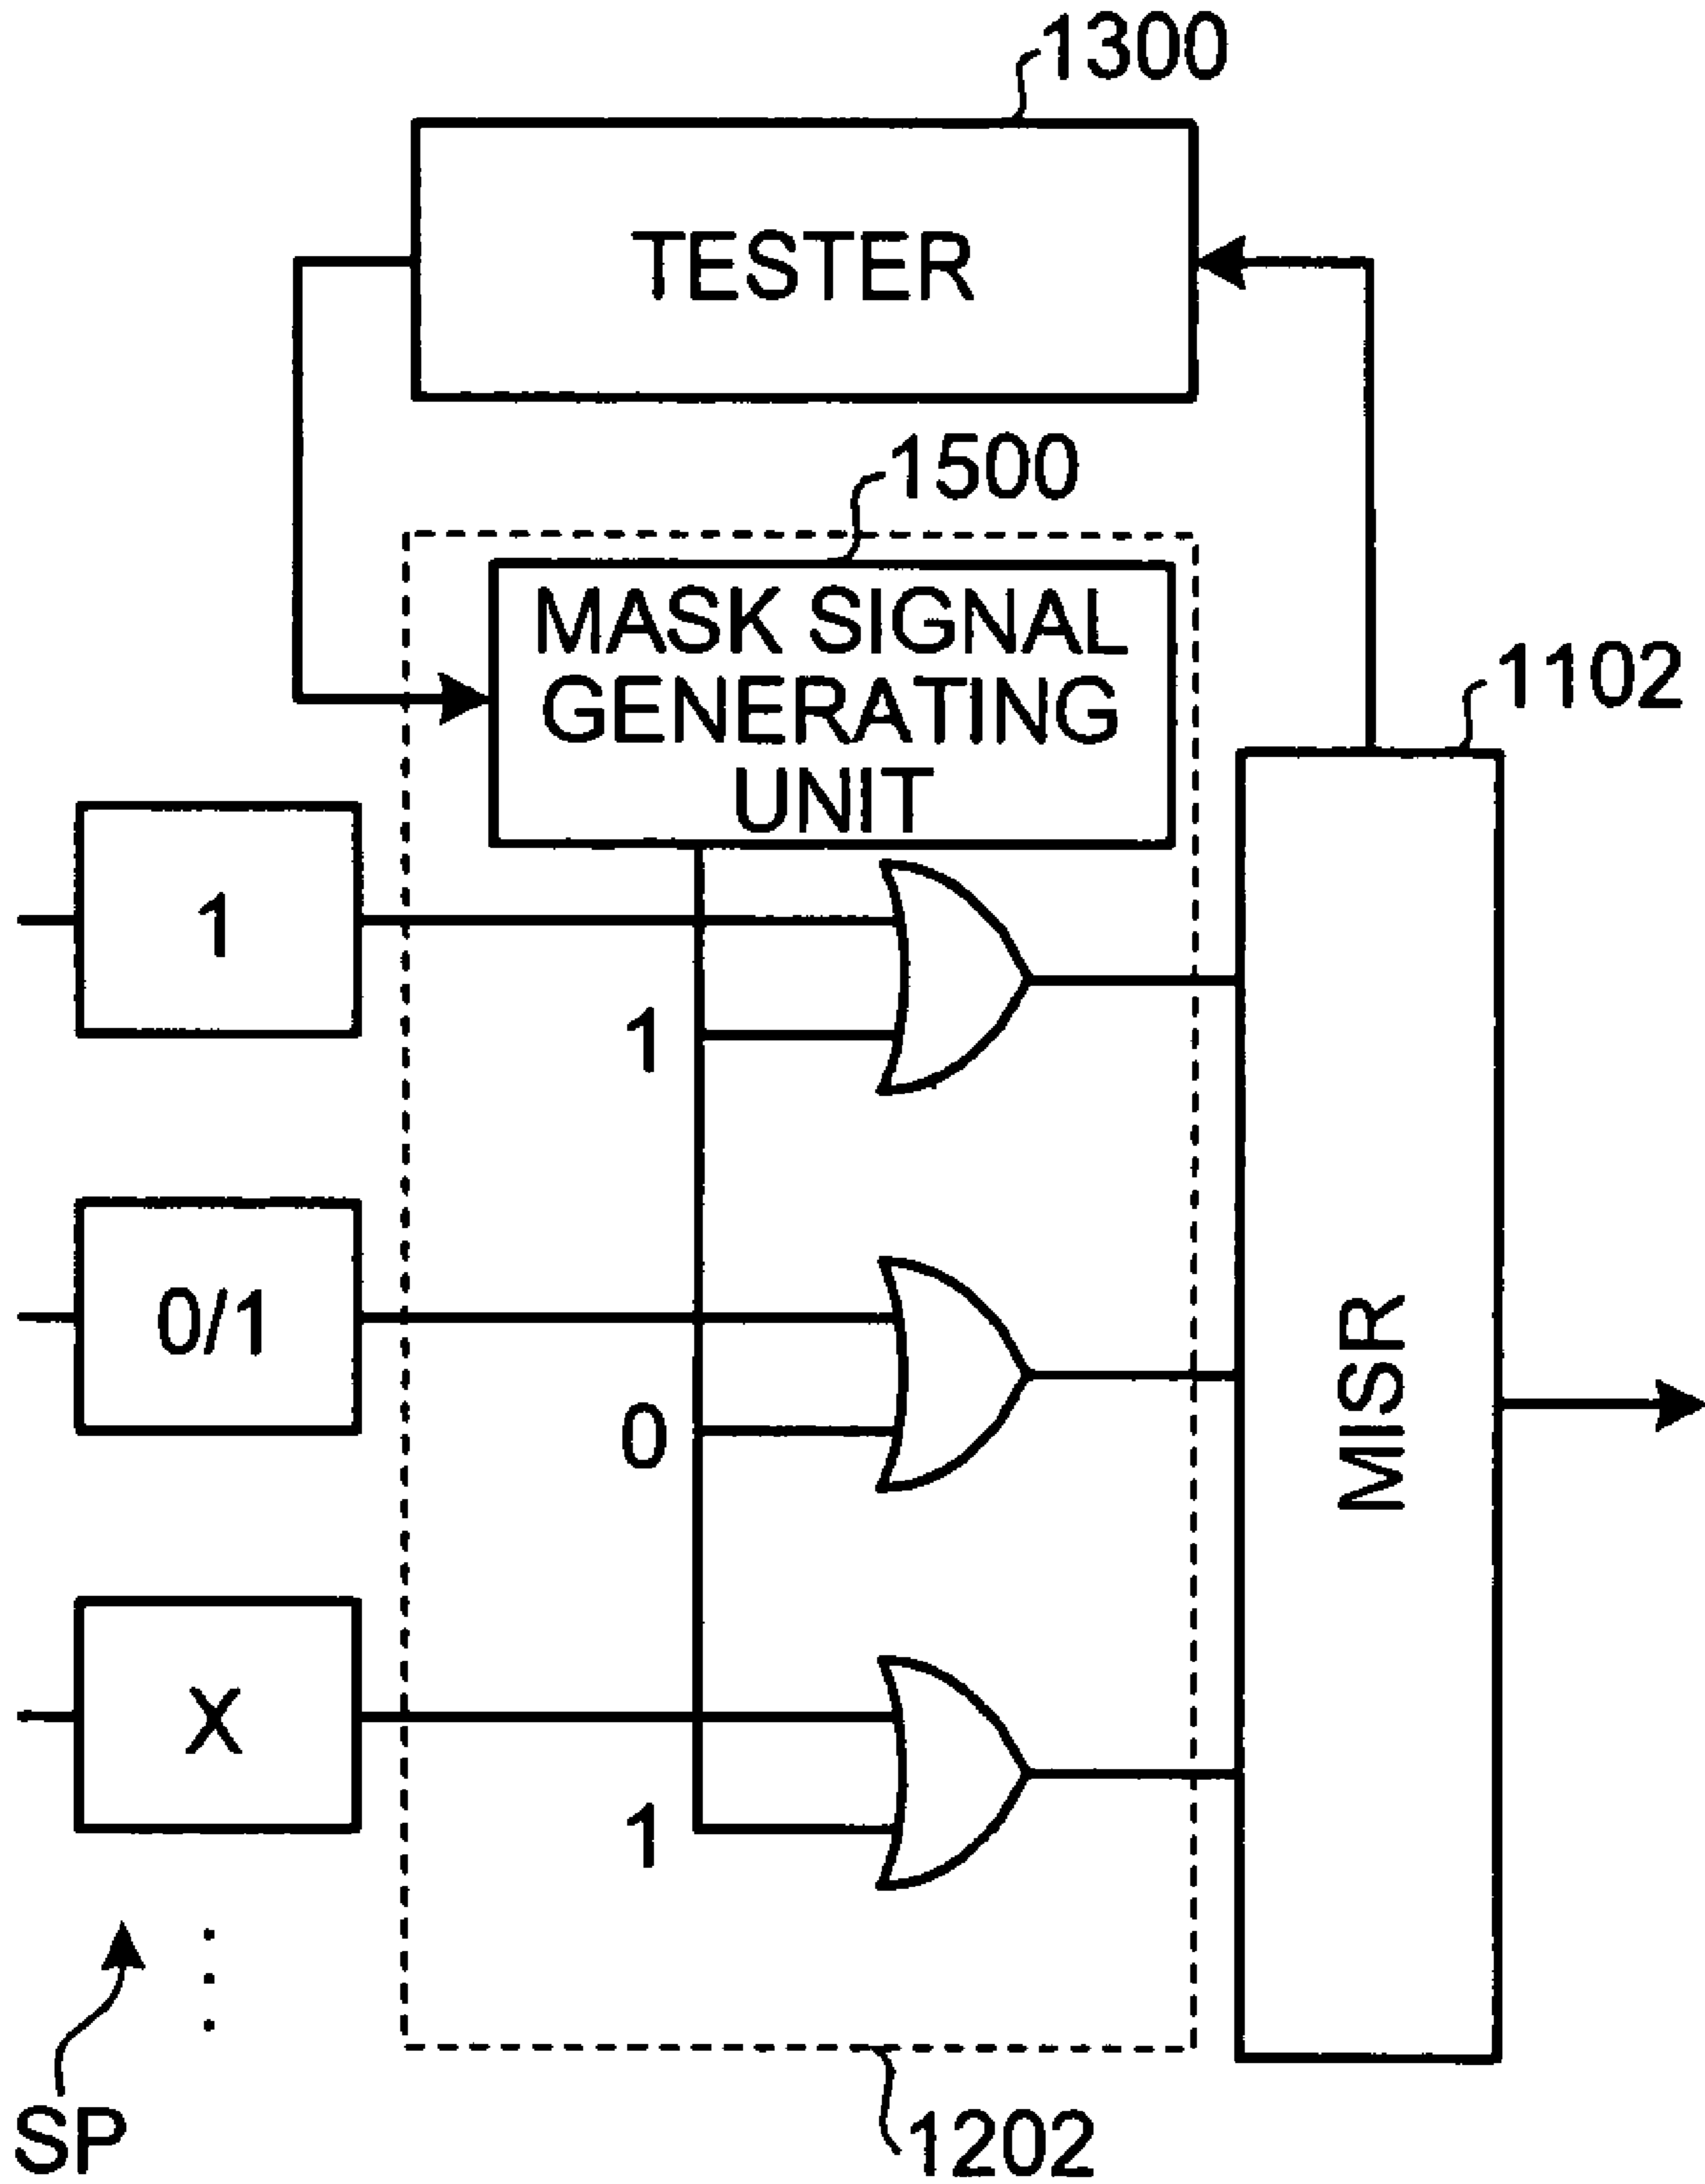 1300
TESTER
1500
MASK SIGNAL
GENERATING
UNIT
1102
1
1
0/1
0
MISR
X
1
SP
1202